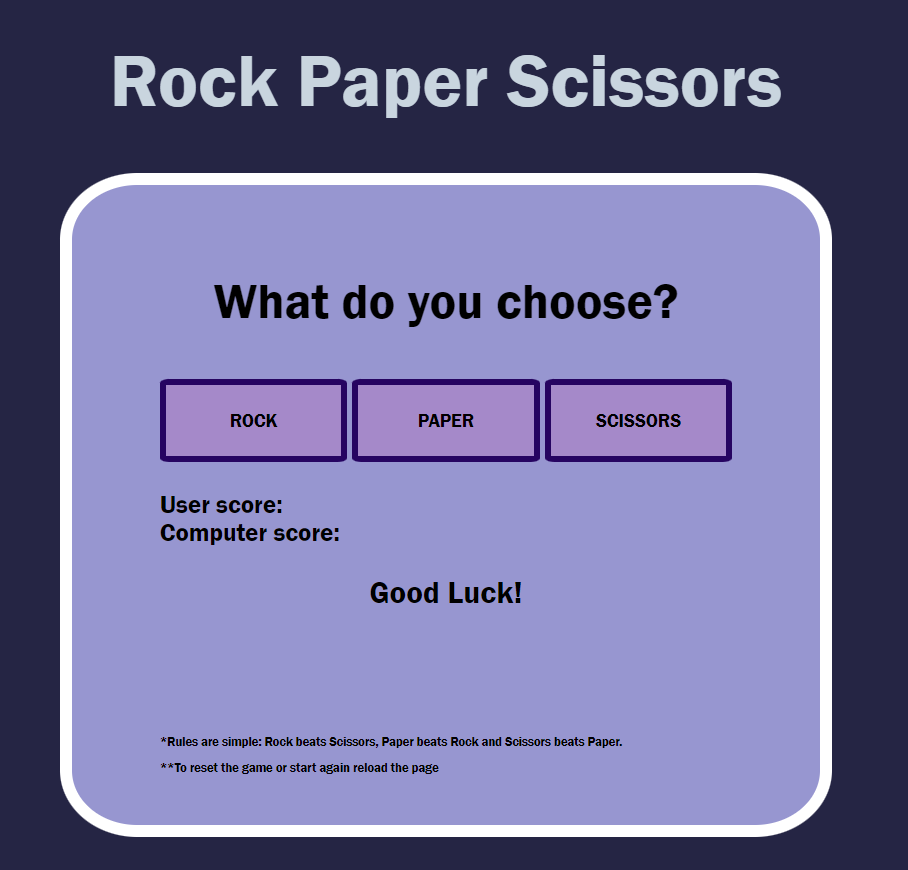 Rock Paper Scissors
What do you choose?
ROCK PAPER SCISSORS
User score:
Computer score:
Good Luck!
*Rules are simple: Rock beats Scissors, Paper beats Rock and Scissors beats Paper.
**To reset the game or start again reload the page